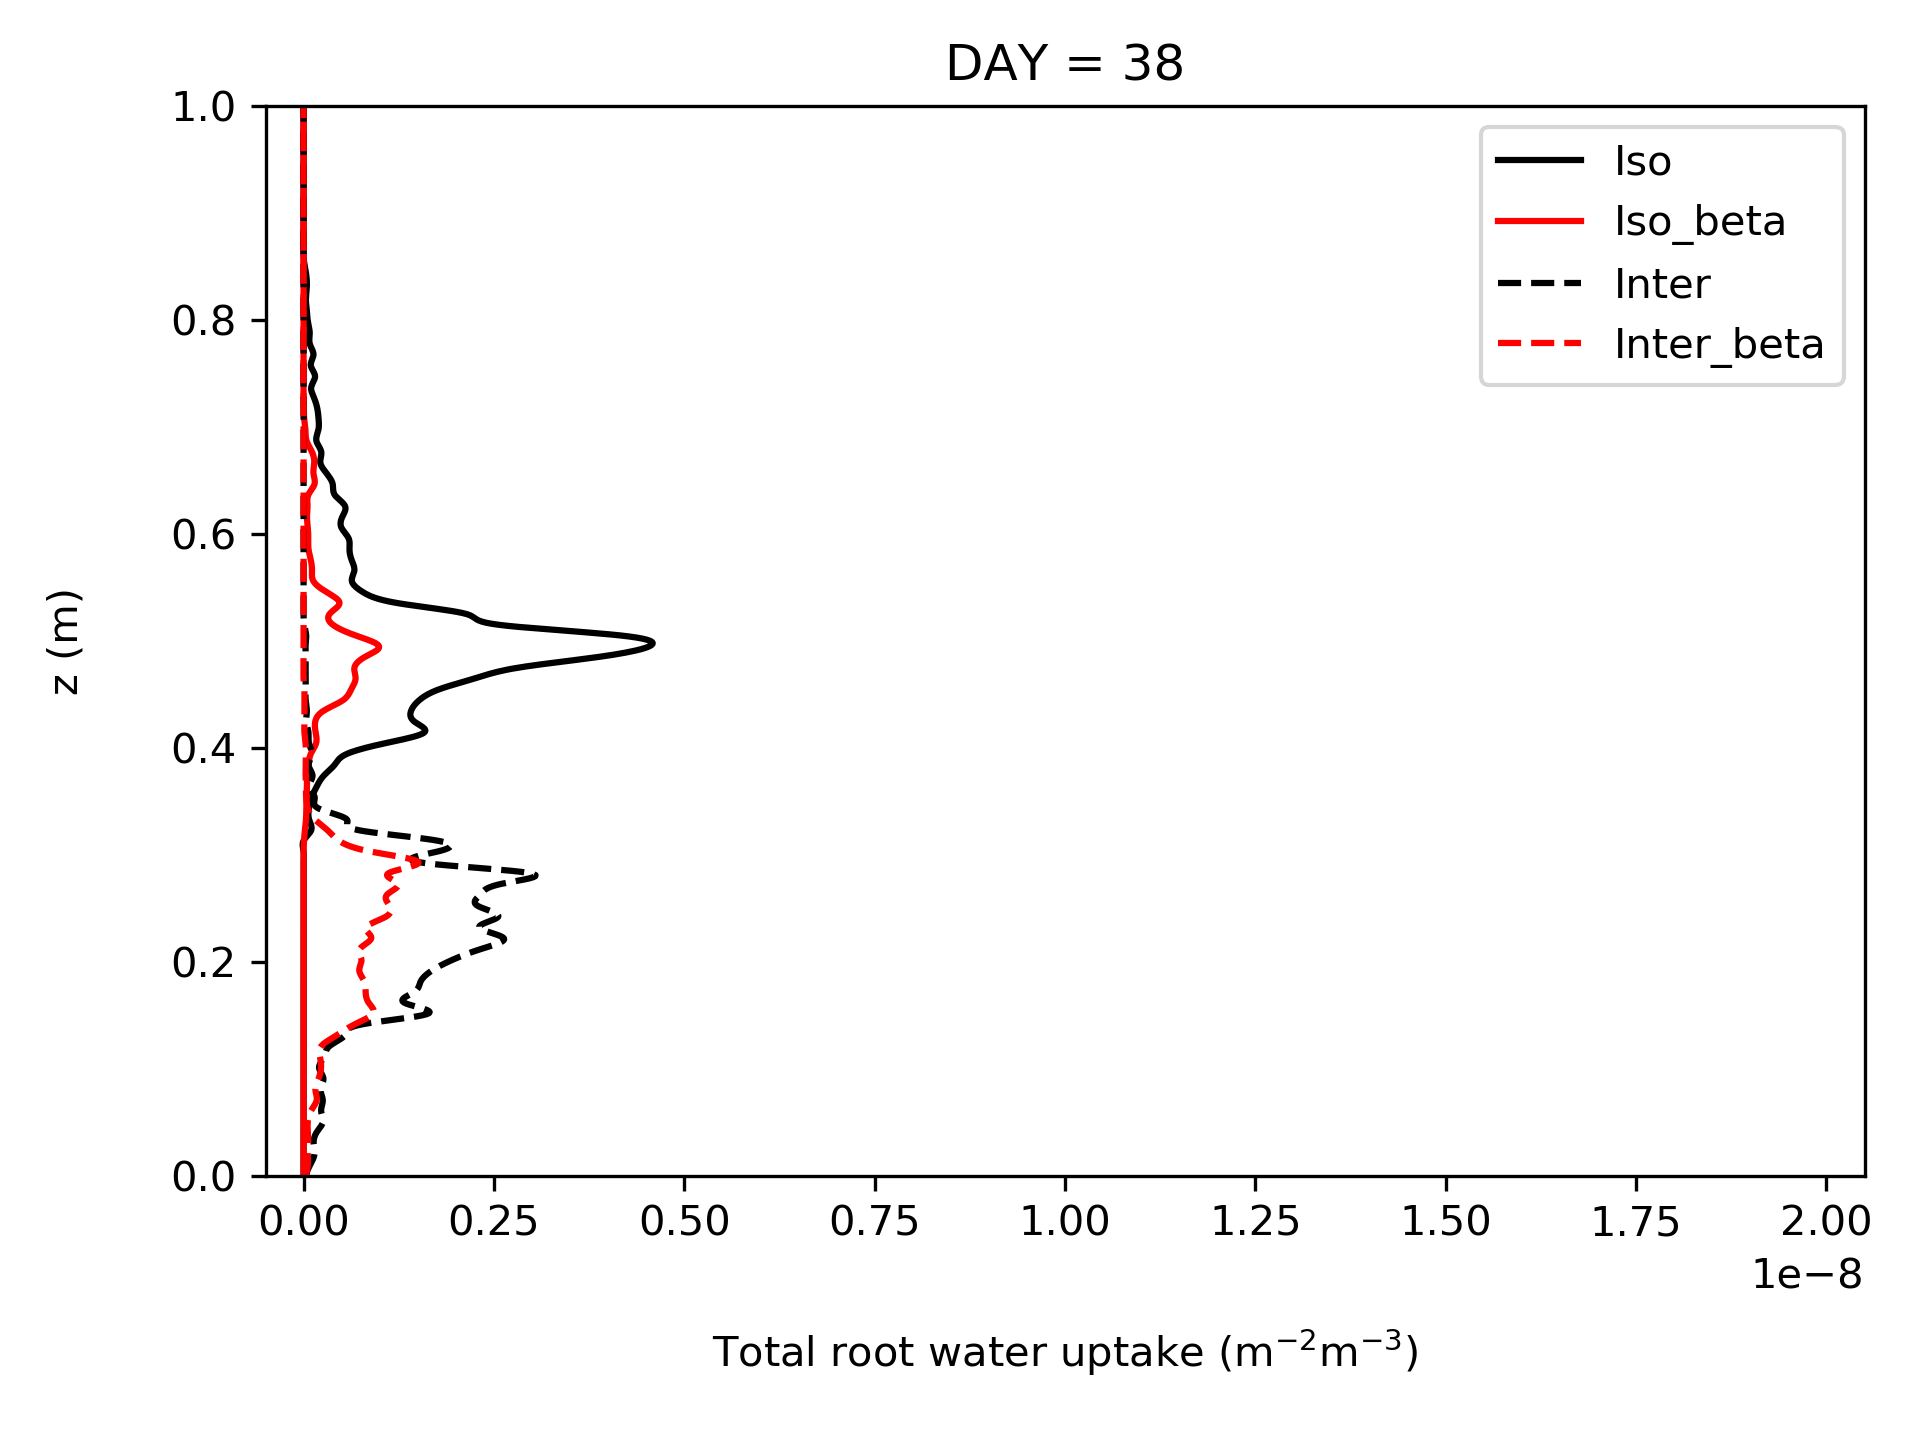 DAY = 38
1.0
0.8
0.6
0.4
0.2
0.0
z (m)
Iso
Iso_beta
Inter
Inter_beta
0.00 0.25 0.50 0.75 1.00 1.25 1.50 1.75 2.00
1e−8
Total root water uptake (m⁻²m⁻³)